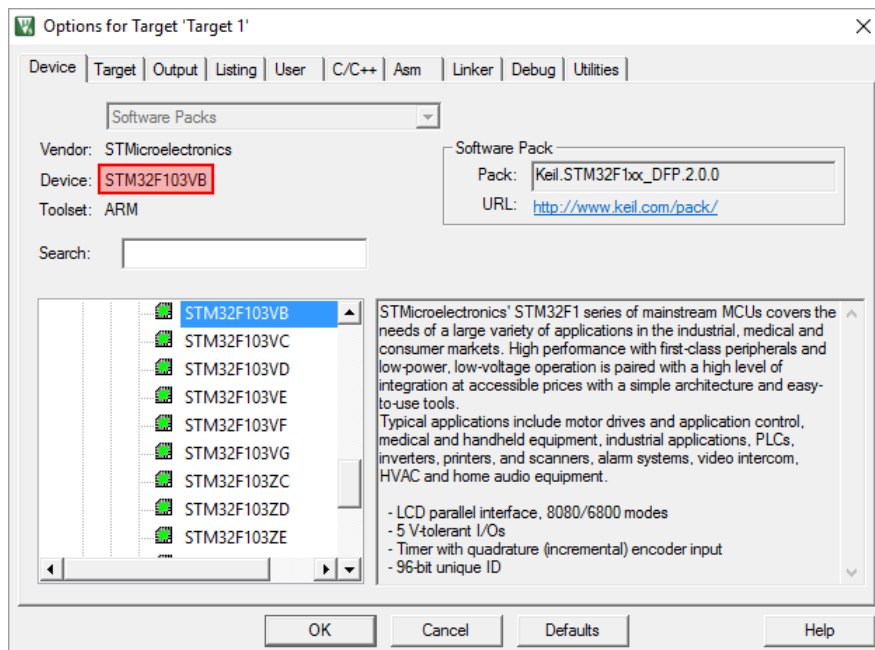 Options for Target 'Target 1'
Device Target Output Listing User C/C++ Asm Linker Debug Utilities
Software Packs
Vendor: STMicroelectronics
Device: STM32F103VB
Toolset: ARM
Software Pack
Pack: Keil.STM32F1xx_DFP.2.0.0
URL: http://www.keil.com/pack/
Search:
STM32F103VB
STM32F103VC
STM32F103VD
STM32F103VE
STM32F103VF
STM32F103VG
STM32F103ZC
STM32F103ZD
STM32F103ZE
STMicroelectronics' STM32F1 series of mainstream MCUs covers the
needs of a large variety of applications in the industrial, medical and
consumer markets. High performance with first-class peripherals and
low-power, low-voltage operation is paired with a high level of
integration at accessible prices with a simple architecture and easy-
to-use tools.
Typical applications include motor drives and application control,
medical and handheld equipment, industrial applications, PLCs,
inverters, printers, and scanners, alarm systems, video intercom,
HVAC and home audio equipment.
- LCD parallel interface, 8080/6800 modes
- 5 V-tolerant I/Os
- Timer with quadrature (incremental) encoder input
- 96-bit unique ID
OK Cancel Defaults Help